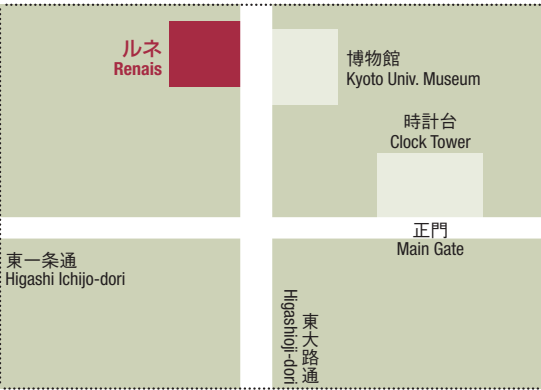 ルネ
Renais
博物館
Kyoto Univ. Museum
時計台
Clock Tower
正門
Main Gate
東一条通
Higashi Ichijo-dori
東大路通
Higashioji-dori